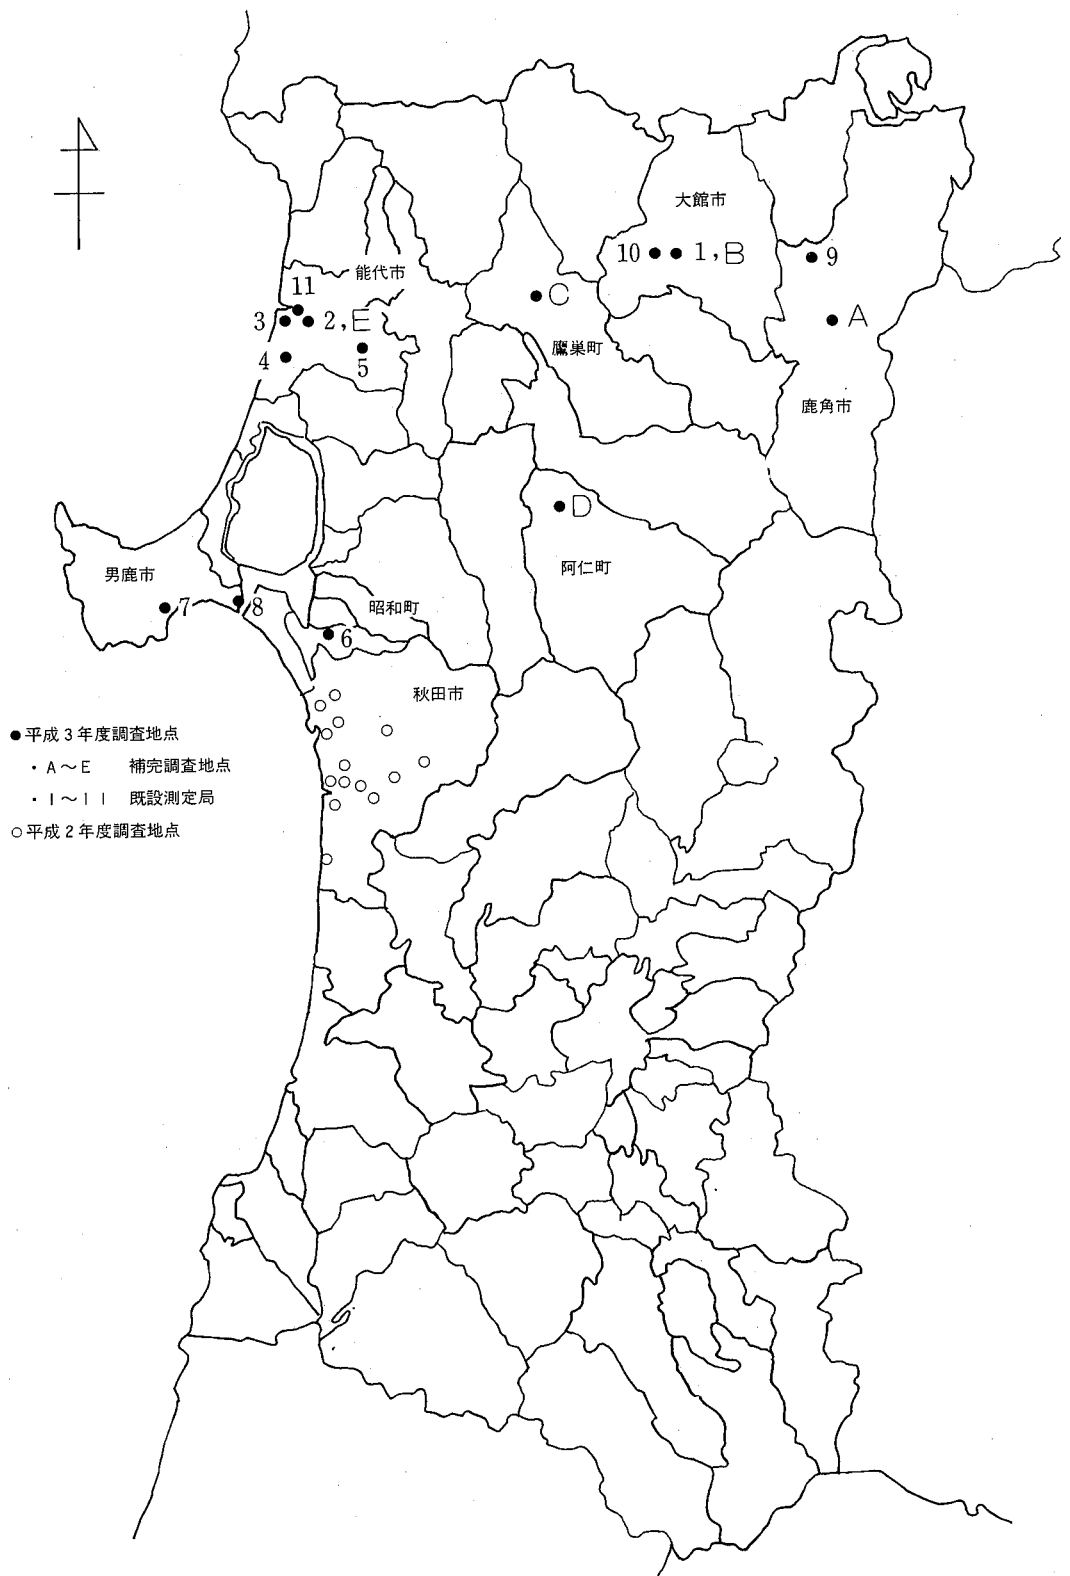 大館市
10 1,B 9
能代市
11
C
3 2,E
A
鷹巣町
4 5
鹿角市
D
阿仁町
男鹿市
7 8 昭和町
6
秋田市
●平成3年度調査地点
・A~E 補完調査地点
・1~11 既設測定局
○平成2年度調査地点